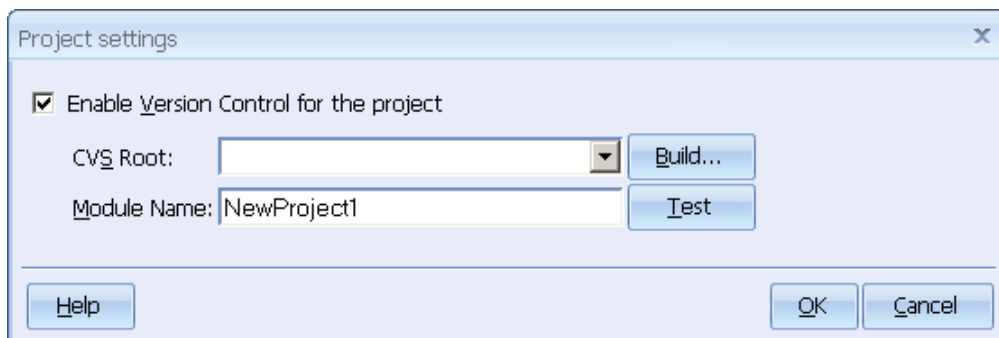 Project settings
Enable Version Control for the project
CVS Root: Build...
Module Name: NewProject1 Test
Help OK Cancel